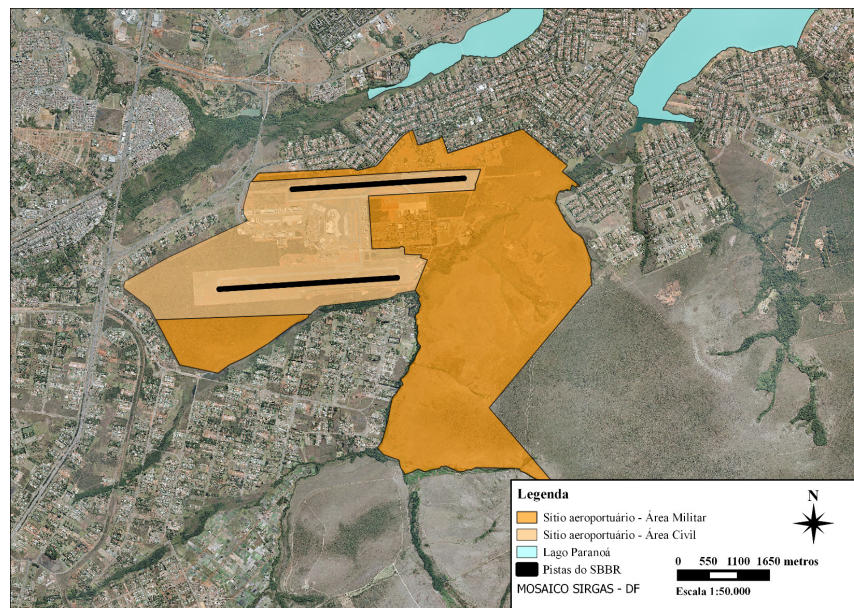 Legenda
Sítio aeroportuário - Área Militar
Sítio aeroportuário - Área Civil
Lago Paranoá
Pistas do SBBR
MOSAICO SIRGAS - DF
N
0 550 1100 1650 metros
Escala 1:50.000